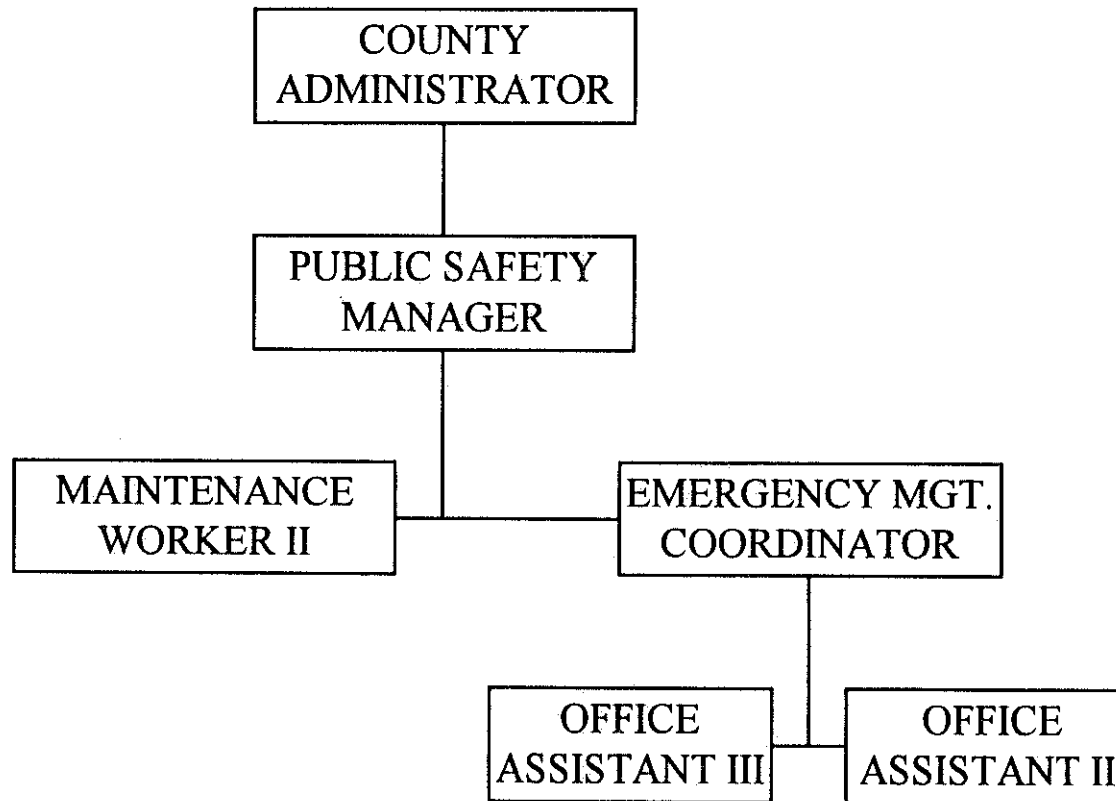 COUNTY
ADMINISTRATOR
PUBLIC SAFETY
MANAGER
MAINTENANCE
WORKER II
EMERGENCY MGT.
COORDINATOR
OFFICE
ASSISTANT III
OFFICE
ASSISTANT II